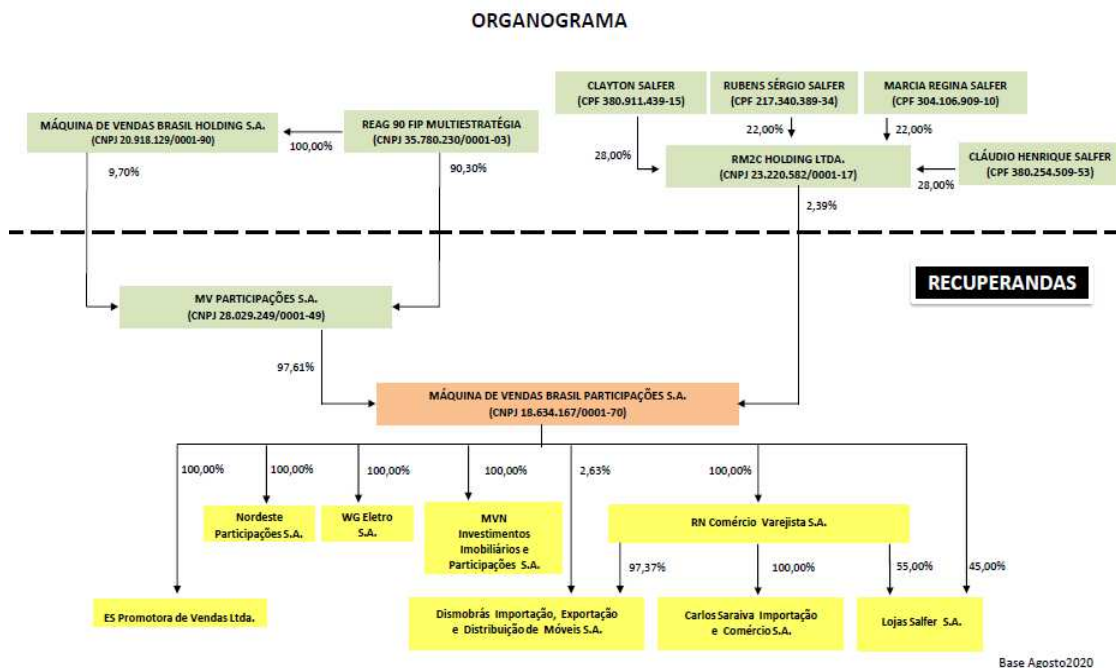 ORGANOGRAMA
CLAYTON SALFER
(CPF 380.911.439-15)
RUBENS SÉRGIO SALFER
(CPF 217.340.389-34)
MARCIA REGINA SALFER
(CPF 304.106.909-10)
MÁQUINA DE VENDAS BRASIL HOLDING S.A.
(CNPJ 20.918.129/0001-90)
100,00%
REAG 90 FIP MULTIESTRATÉGIA
(CNPJ 35.780.230/0001-03)
22,00%
22,00%
28,00%
RM2C HOLDING LTDA.
(CNPJ 23.220.582/0001-17)
28,00%
CLÁUDIO HENRIQUE SALFER
(CPF 380.254.509-53)
9,70%
90,30%
2,39%
RECUPERANDAS
MV PARTICIPAÇÕES S.A.
(CNPJ 28.029.249/0001-49)
97,61%
MÁQUINA DE VENDAS BRASIL PARTICIPAÇÕES S.A.
(CNPJ 18.634.167/0001-70)
100,00%
100,00%
100,00%
100,00%
2,63%
100,00%
Nordeste
Participações S.A.
WG Eletro
S.A.
MVN
Investimentos
Imobiliários e
Participações S.A.
RN Comércio Varejista S.A.
97,37%
100,00%
55,00%
45,00%
ES Promotora de Vendas Ltda.
Dismobrás Importação, Exportação
e Distribuição de Móveis S.A.
Carlos Saraiva Importação
e Comércio S.A.
Lojas Salfer S.A.
Base Agosto2020